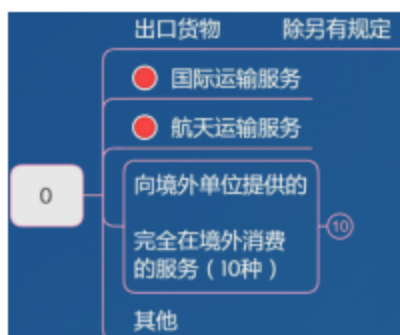 出口货物 除另有规定
国际运输服务
航天运输服务
0
向境外单位提供的
完全在境外消费
的服务（10种）
10
其他